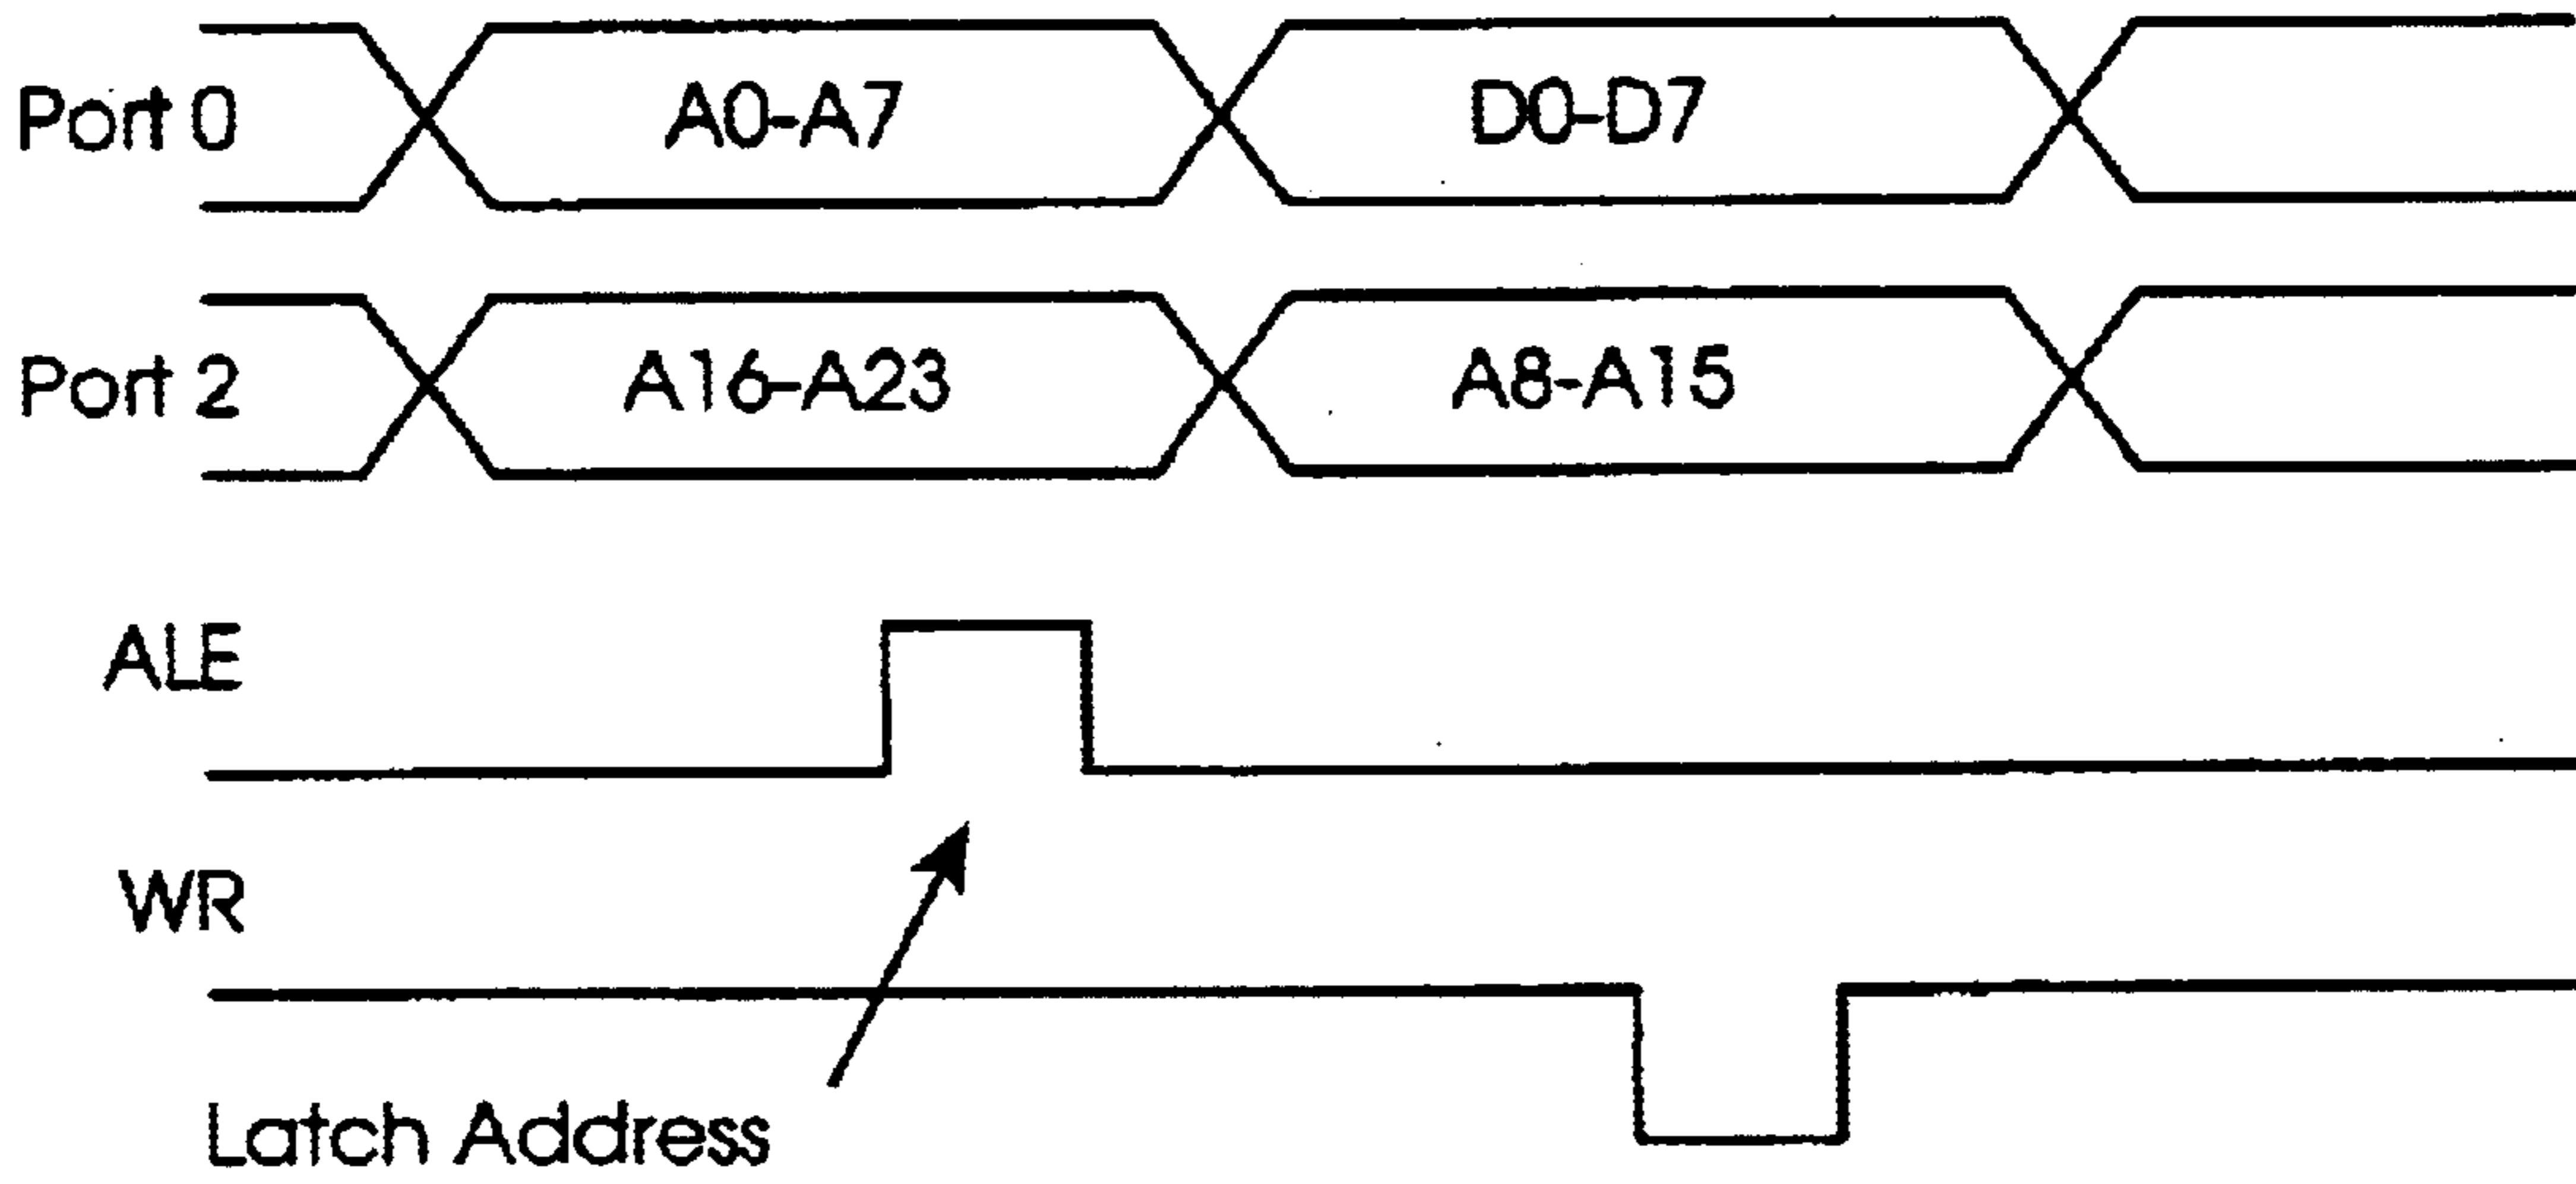 Port 0 A0-A7 D0-D7
Port 2 A16-A23 A8-A15
ALE
WR
Latch Address